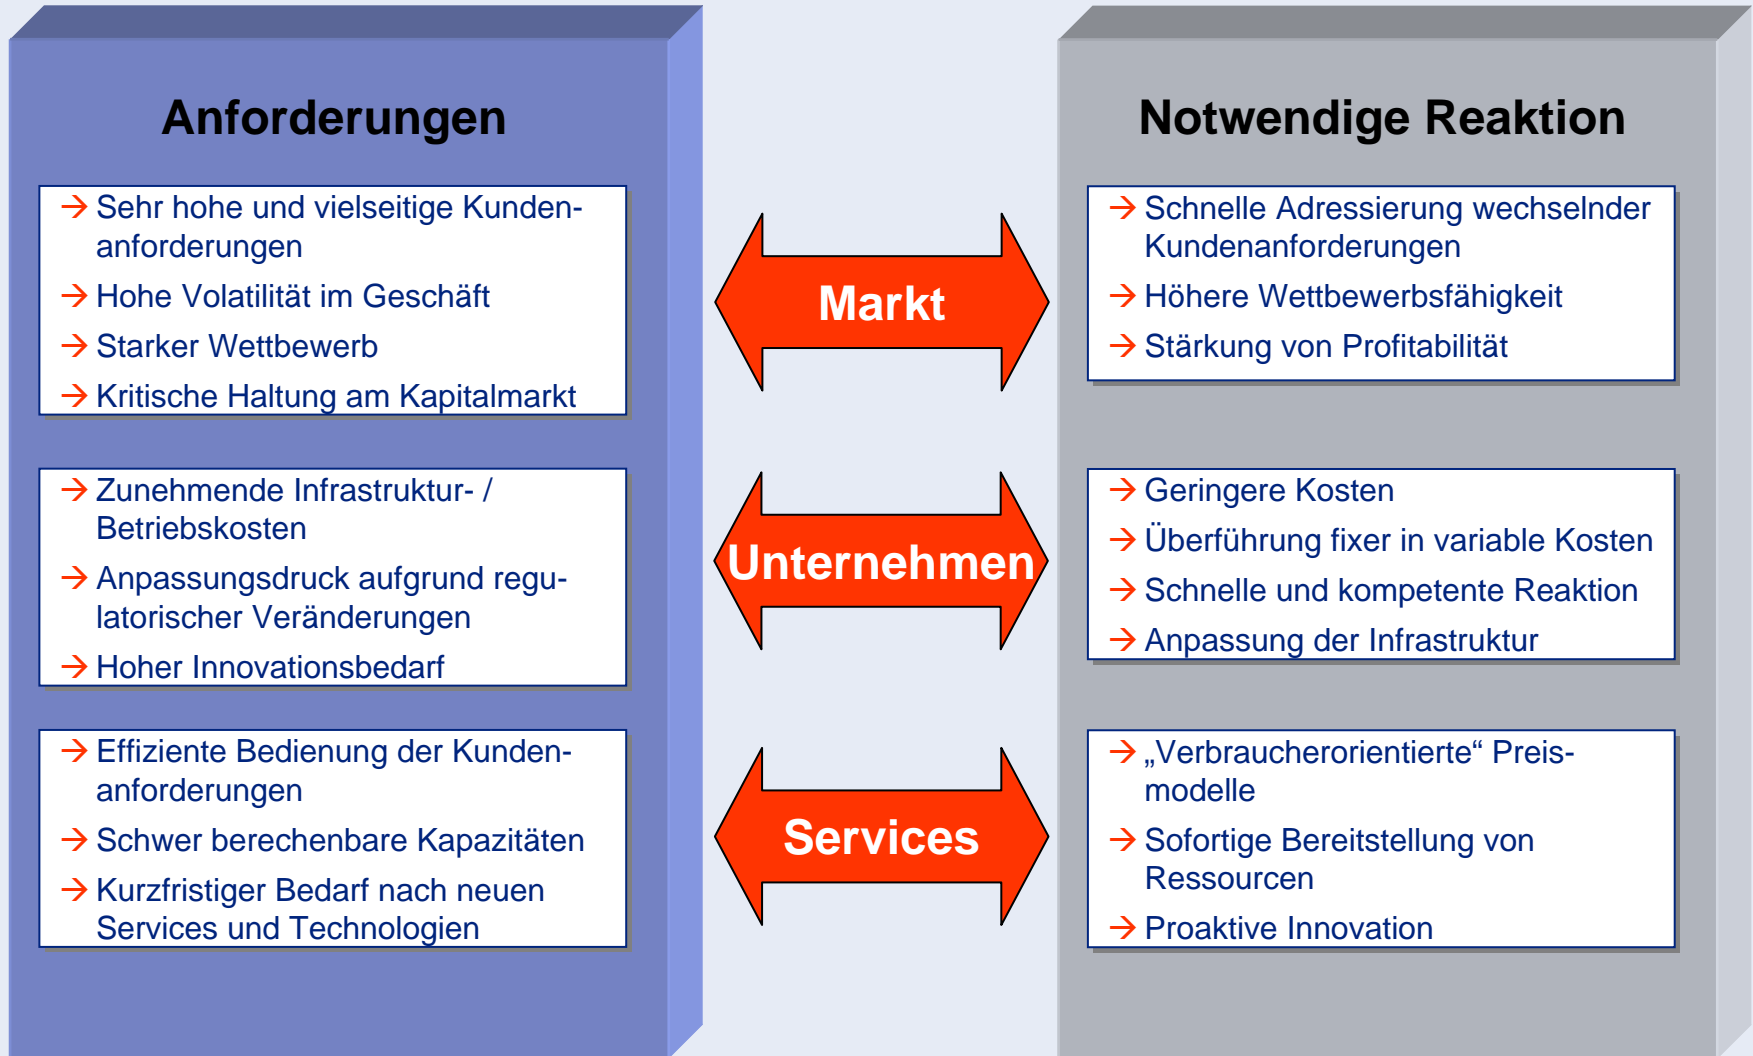 Anforderungen
→ Sehr hohe und vielseitige Kunden-
anforderungen
→ Hohe Volatilität im Geschäft
→ Starker Wettbewerb
→ Kritische Haltung am Kapitalmarkt
→ Zunehmende Infrastruktur- /
Betriebskosten
→ Anpassungsdruck aufgrund regu-
latorischer Veränderungen
→ Hoher Innovationsbedarf
→ Effiziente Bedienung der Kunden-
anforderungen
→ Schwer berechenbare Kapazitäten
→ Kurzfristiger Bedarf nach neuen
Services und Technologien
Markt
Unternehmen
Services
Notwendige Reaktion
→ Schnelle Adressierung wechselnder
Kundenanforderungen
→ Höhere Wettbewerbsfähigkeit
→ Stärkung von Profitabilität
→ Geringere Kosten
→ Überführung fixer in variable Kosten
→ Schnelle und kompetente Reaktion
→ Anpassung der Infrastruktur
→ „Verbraucherorientierte“ Preis-
modelle
→ Sofortige Bereitstellung von
Ressourcen
→ Proaktive Innovation